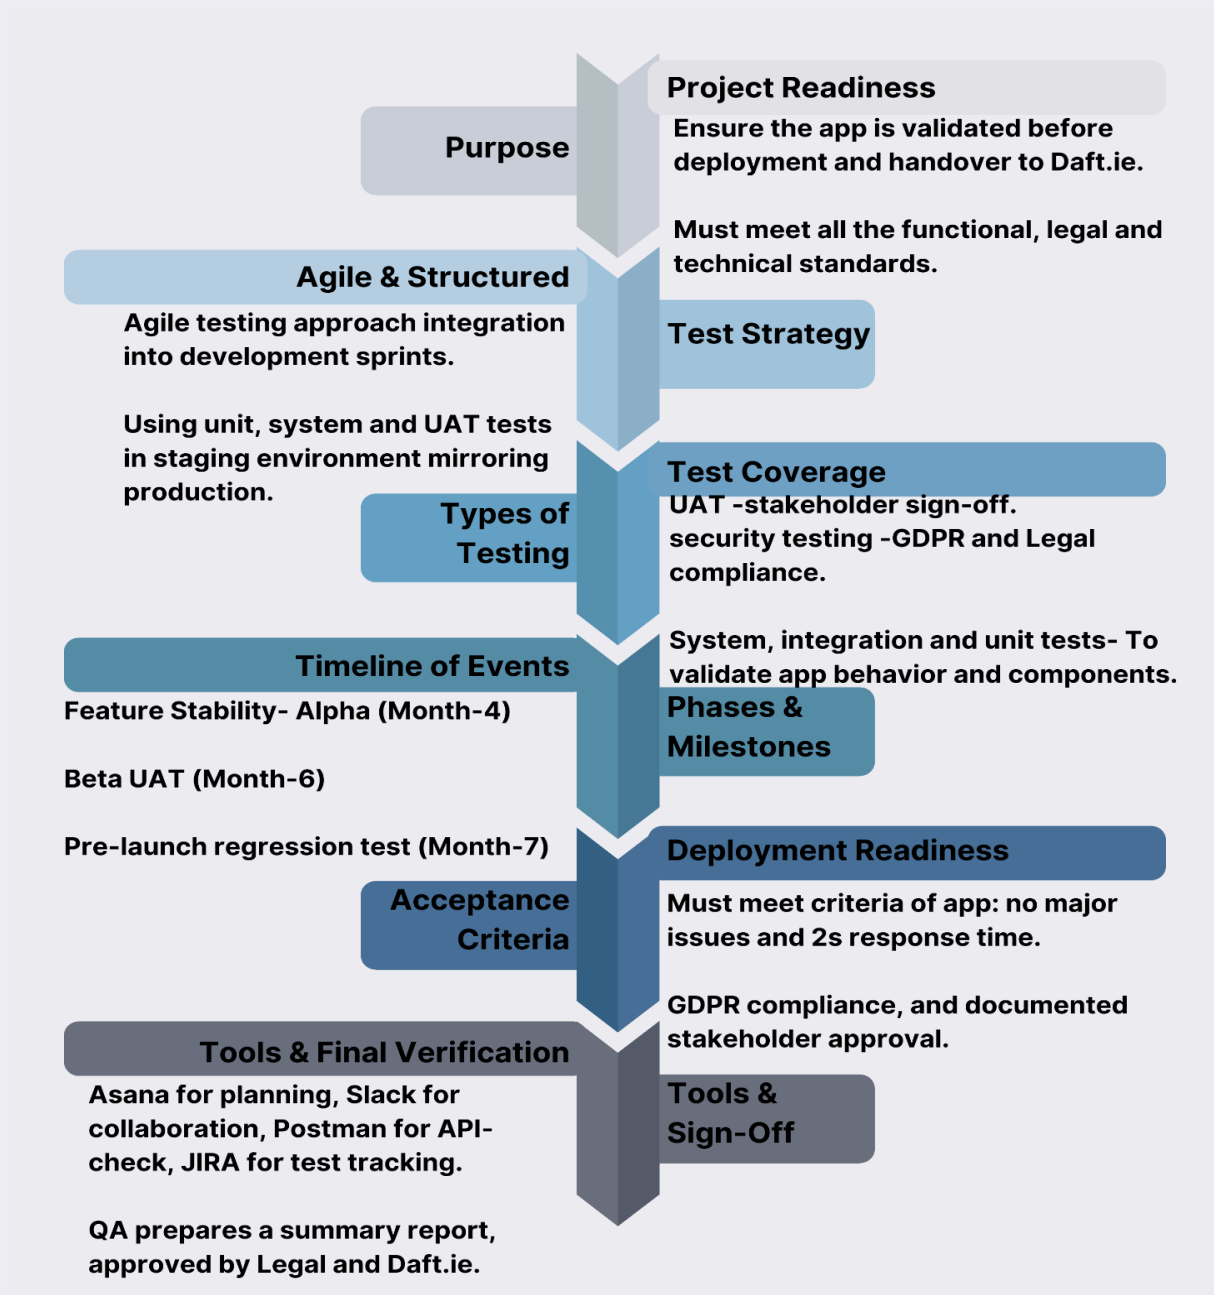 Purpose
Project Readiness
Ensure the app is validated before
deployment and handover to Daft.ie.
Must meet all the functional, legal and
technical standards.
Agile & Structured
Agile testing approach integration
into development sprints.
Using unit, system and UAT tests
in staging environment mirroring
production.
Test Strategy
Types of
Testing
Test Coverage
UAT -stakeholder sign-off.
security testing -GDPR and Legal
compliance.
System, integration and unit tests- To
validate app behavior and components.
Timeline of Events
Feature Stability- Alpha (Month-4)
Beta UAT (Month-6)
Pre-launch regression test (Month-7)
Phases &
Milestones
Acceptance
Criteria
Deployment Readiness
Must meet criteria of app: no major
issues and 2s response time.
GDPR compliance, and documented
stakeholder approval.
Tools & Final Verification
Asana for planning, Slack for
collaboration, Postman for API-
check, JIRA for test tracking.
QA prepares a summary report,
approved by Legal and Daft.ie.
Tools &
Sign-Off